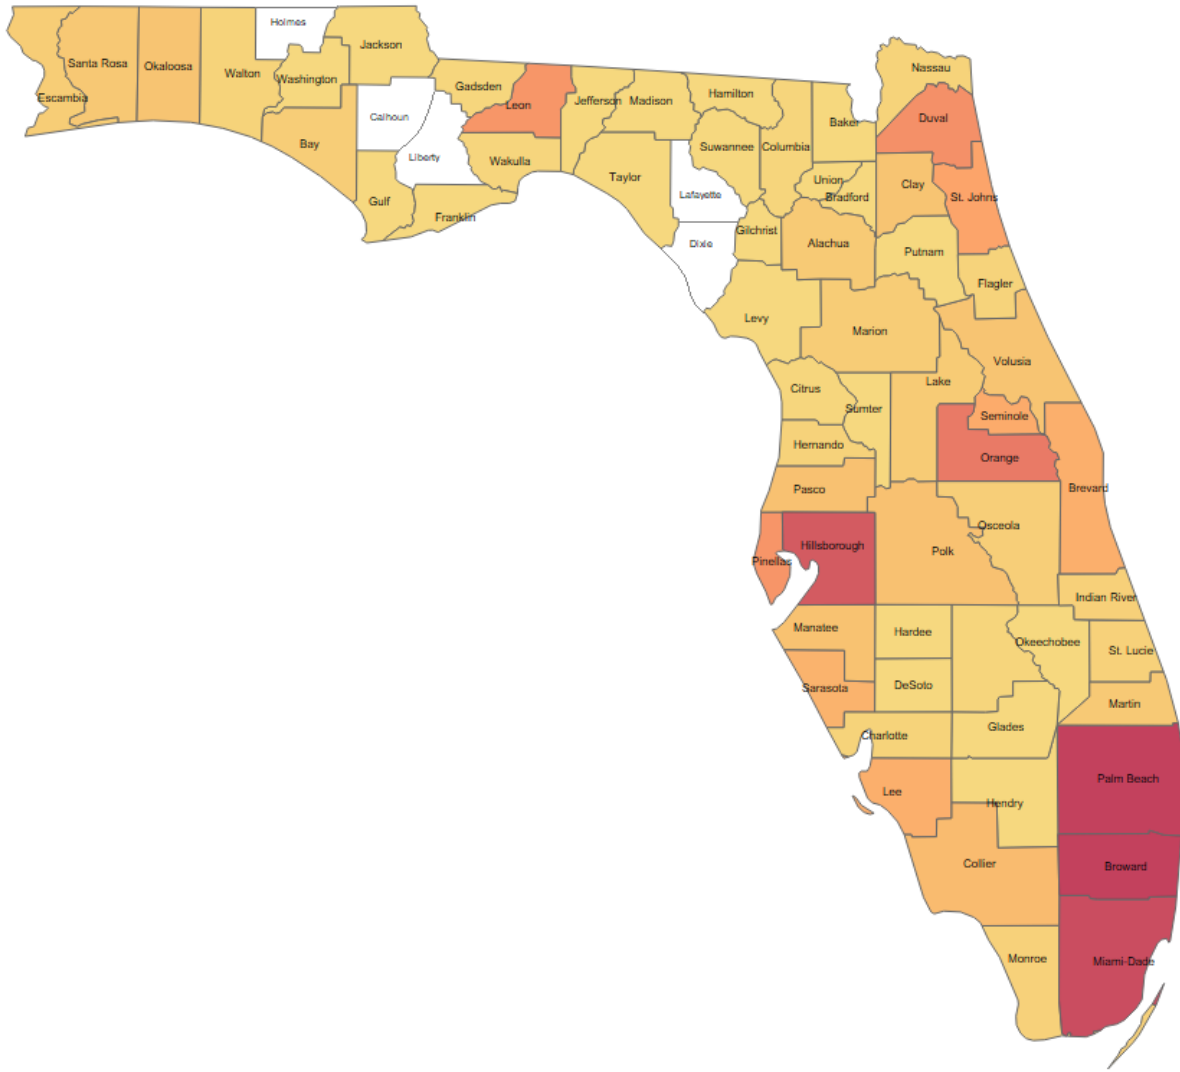 Holmes
Jackson
Santa Rosa
Okaloosa
Walton
Washington
Escambia
Gadsden
Leon
Jefferson
Madison
Hamilton
Nassau
Calhoun
Bay
Liberty
Wakulla
Suwannee
Columbia
Baker
Duval
Gulf
Franklin
Taylor
Lafayette
Union
Bradford
Clay
St. Johns
Dixie
Gilchrist
Alachua
Putnam
Flagler
Levy
Marion
Volusia
Citrus
Sumter
Lake
Seminole
Hernando
Orange
Pasco
Brevard
Osceola
Pinellas
Hillsborough
Polk
Indian River
Manatee
Hardee
Okeechobee
St. Lucie
Sarasota
DeSoto
Martin
Charlotte
Glades
Palm Beach
Lee
Hendry
Collier
Broward
Monroe
Miami-Dade